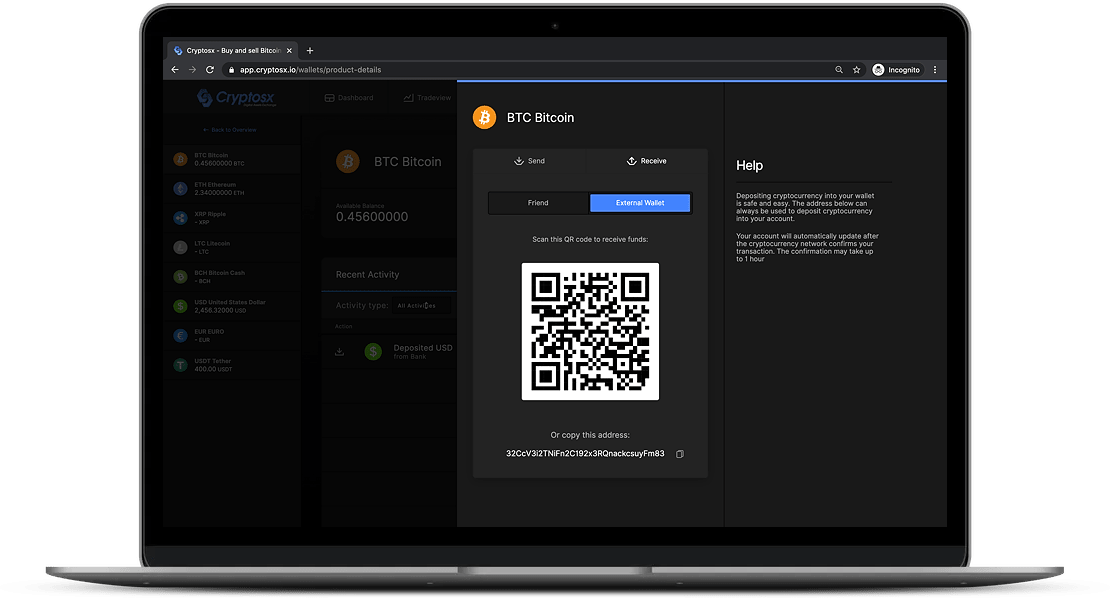 Cryptosx - Buy and sell Bitcoin
app.cryptosx.io/wallets/product-details
Incognito
Cryptosx
Dashboard
Tradeview
Back to Overview
BTC Bitcoin
0.45600000 BTC
ETH Ethereum
2.34000000 ETH
XRP Ripple
- XRP
LTC Litecoin
- LTC
BCH Bitcoin Cash
- BCH
USD United States Dollar
2,456.32000 USD
EUR EURO
- EUR
USDT Tether
400.00 USDT
BTC Bitcoin
Available Balance
0.45600000
Recent Activity
Activity type: All Activities
Action
Deposited USD
from Bank
BTC Bitcoin
Send
Receive
Friend
External Wallet
Scan this QR code to receive funds:
Or copy this address:
32CcV3i2TNiFn2C192x3RQnackcsuyFm83
Help
Depositing cryptocurrency into your wallet
is safe and easy. The address below can
always be used to deposit cryptocurrency
into your account.
Your account will automatically update after
the cryptocurrency network confirms your
transaction. The confirmation may take up
to 1 hour